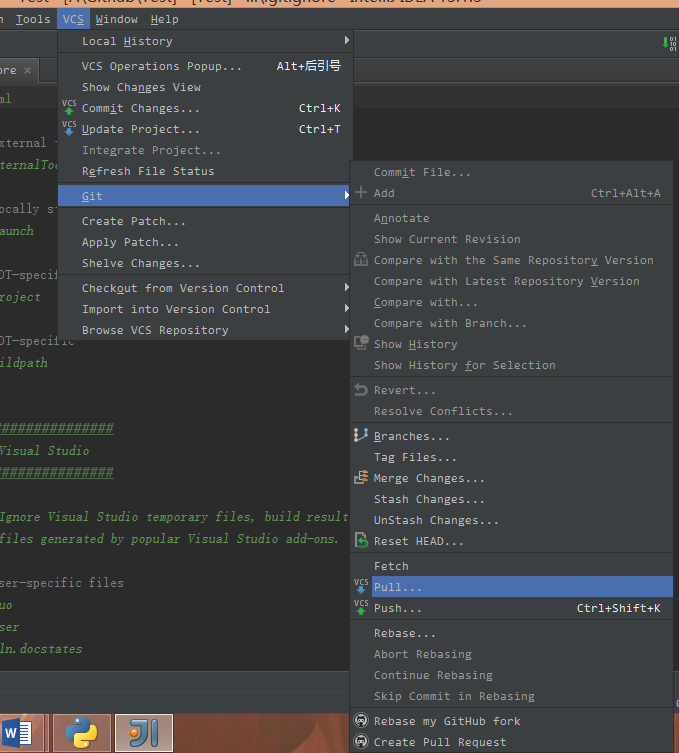 Tools VCS Window Help
Local History
VCS Operations Popup... Alt+后引号
Show Changes View
VCS Commit Changes... Ctrl+K
VCS Update Project... Ctrl+T
Integrate Project...
Refresh File Status
Git
Create Patch...
Apply Patch...
Shelve Changes...
Checkout from Version Control
Import into Version Control
Browse VCS Repository
Commit File...
Add Ctrl+Alt+A
Annotate
Show Current Revision
Compare with the Same Repository Version
Compare with Latest Repository Version
Compare with...
Compare with Branch...
Show History
Show History for Selection
Revert...
Resolve Conflicts...
Branches...
Tag Files...
Merge Changes...
Stash Changes...
UnStash Changes...
Reset HEAD...
Fetch
VCS Pull...
VCS Push... Ctrl+Shift+K
Rebase...
Abort Rebasing
Continue Rebasing
Skip Commit in Rebasing
Rebase my GitHub fork
Create Pull Request
ore
ml
xternal
ternalToo
ocally s
aunch
DT-specif
roject
DT-specific
ildpath
################
Visual Studio
################
Ignore Visual Studio temporary files, build result
files generated by popular Visual Studio add-ons.
ser-specific files
uo
ser
ln.docstates
W
JI